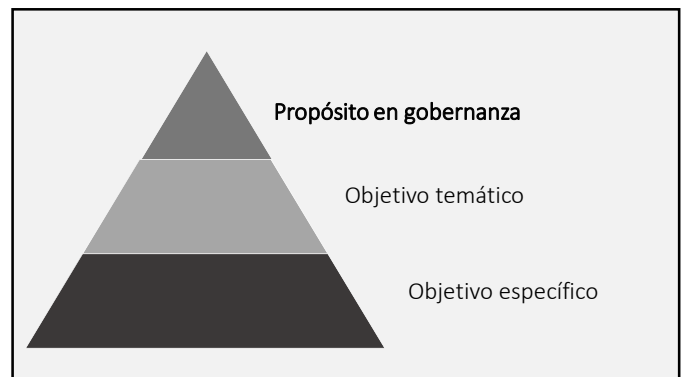 Propósito en gobernanza
Objetivo temático
Objetivo específico